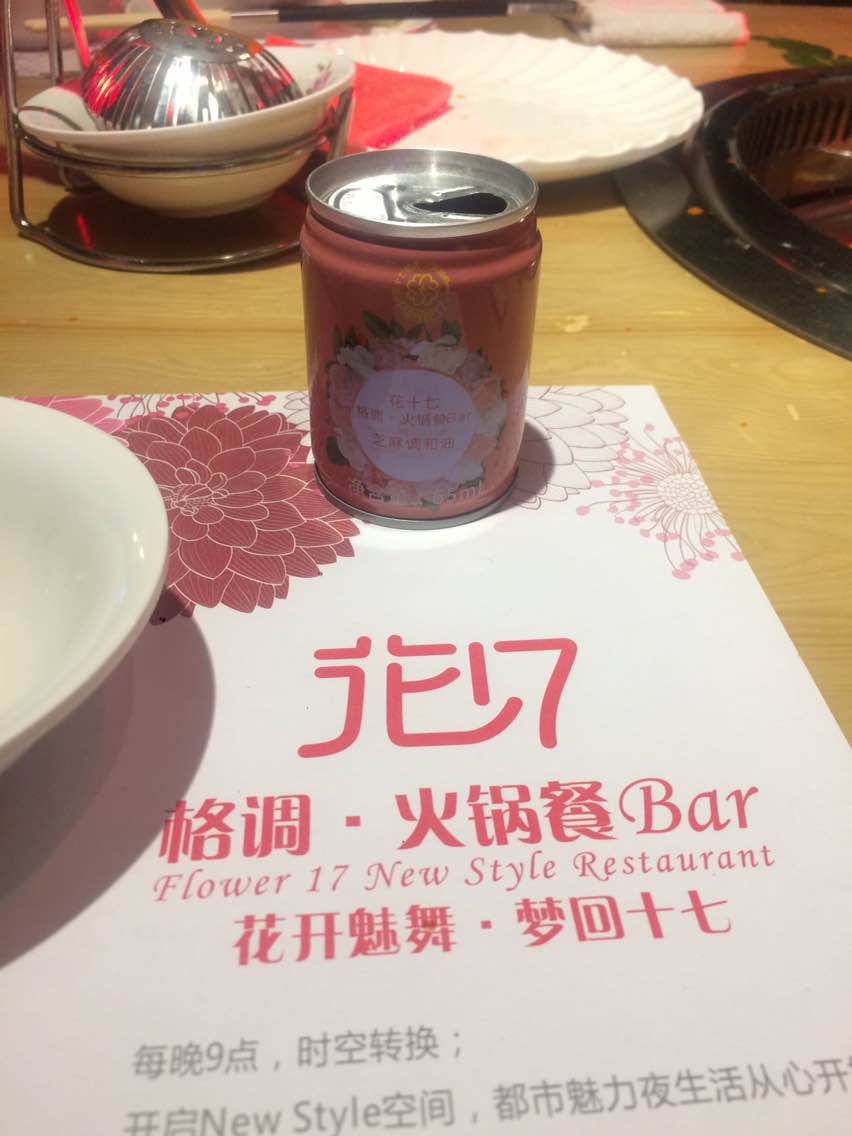 花十七
格调·火锅餐Bar
芝麻调和油
花17
格调·火锅餐Bar
Flower 17 New Style Restaurant
花开魅舞·梦回十七
每晚9点，时空转换；
开启New Style空间，都市魅力夜生活从心开